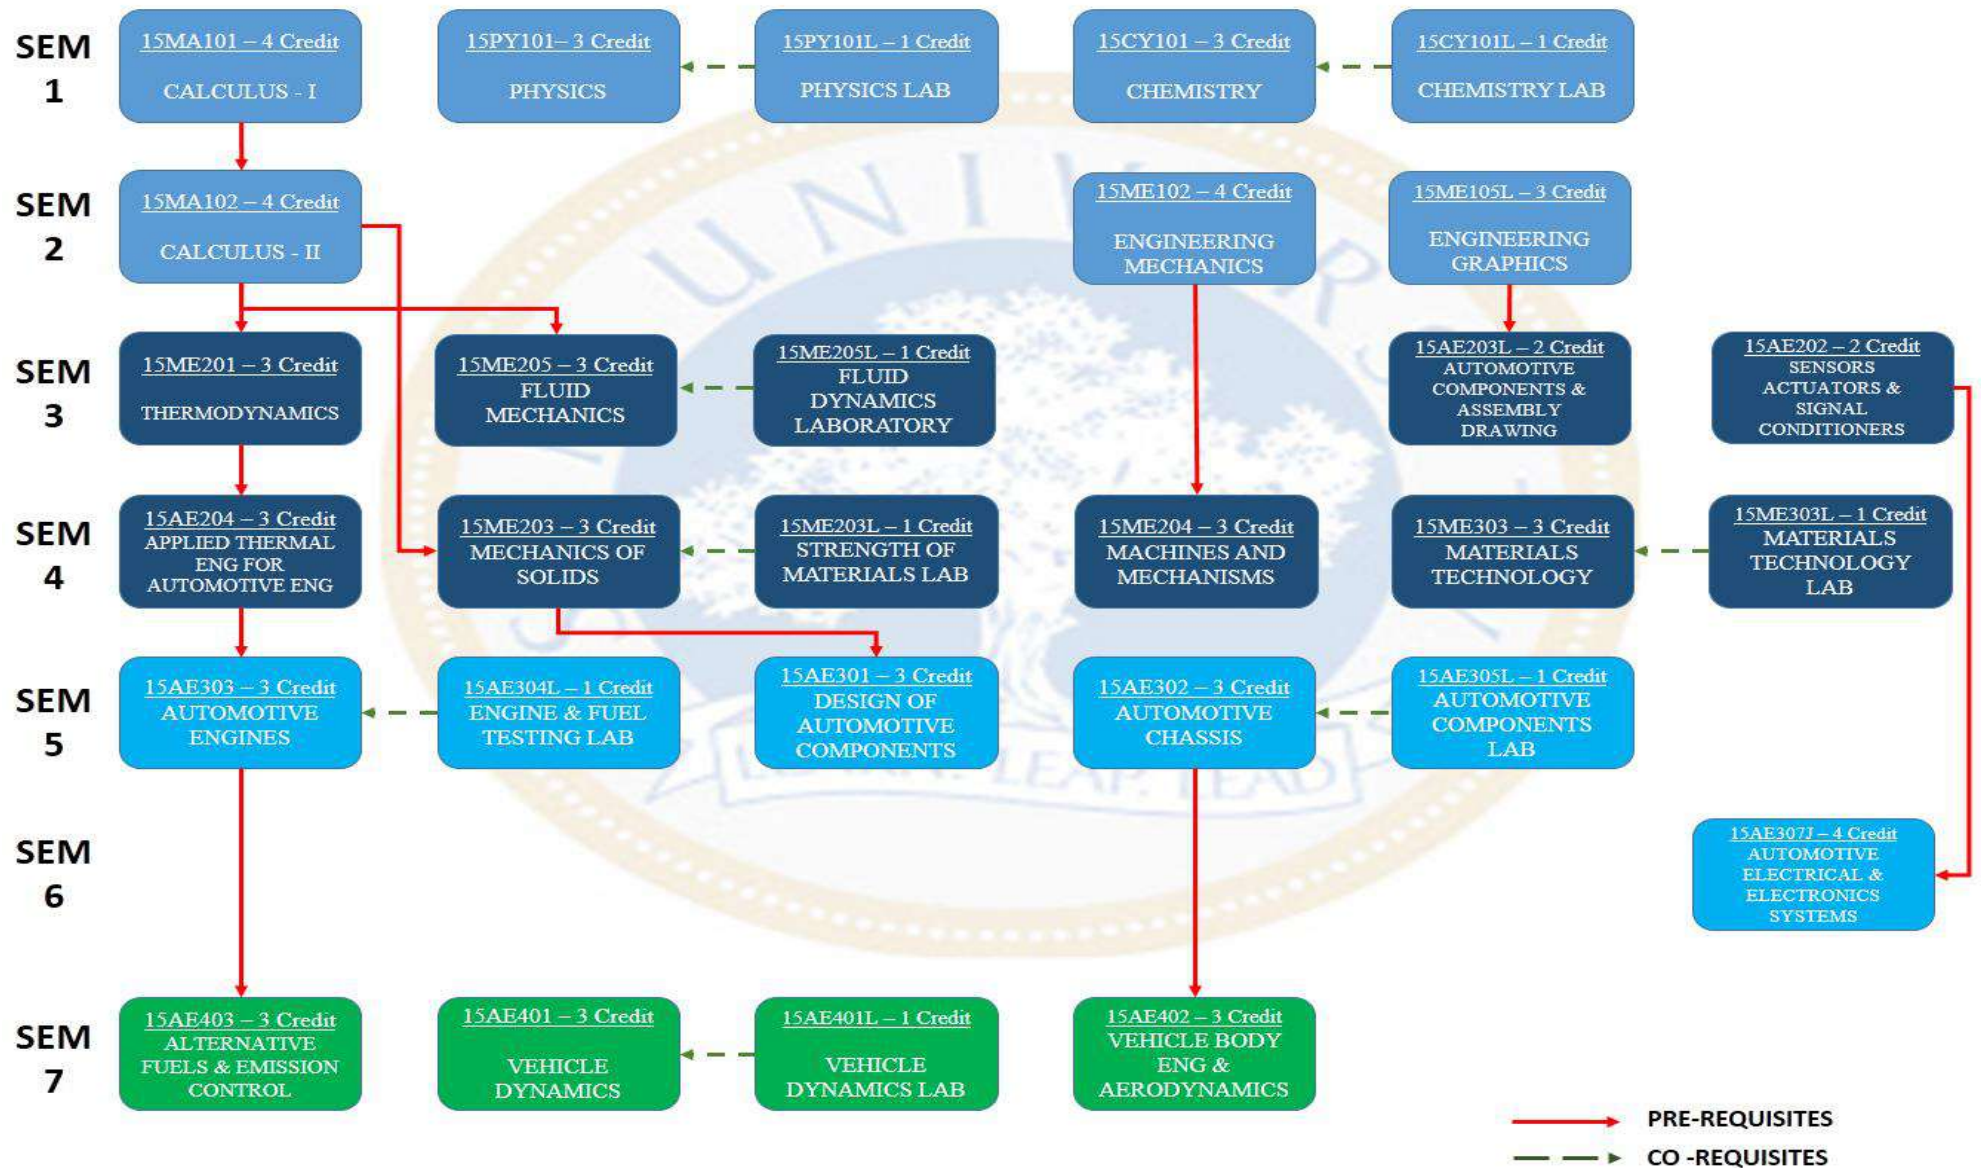 SEM
1
15MA101 – 4 Credit
CALCULUS - I
15PY101– 3 Credit
PHYSICS
15PY101L – 1 Credit
PHYSICS LAB
15CY101 – 3 Credit
CHEMISTRY
15CY101L – 1 Credit
CHEMISTRY LAB
SEM
2
15MA102 – 4 Credit
CALCULUS - II
15ME102 – 4 Credit
ENGINEERING
MECHANICS
15ME105L – 3 Credit
ENGINEERING
GRAPHICS
SEM
3
15ME201 – 3 Credit
THERMODYNAMICS
15ME205 – 3 Credit
FLUID
MECHANICS
15ME205L – 1 Credit
FLUID
DYNAMICS
LABORATORY
15AE203L – 2 Credit
AUTOMOTIVE
COMPONENTS &
ASSEMBLY
DRAWING
15AE202 – 2 Credit
SENSORS
ACTUATORS &
SIGNAL
CONDITIONERS
SEM
4
15AE204 – 3 Credit
APPLIED THERMAL
ENG FOR
AUTOMOTIVE ENG
15ME203 – 3 Credit
MECHANICS OF
SOLIDS
15ME203L – 1 Credit
STRENGTH OF
MATERIALS LAB
15ME204 – 3 Credit
MACHINES AND
MECHANISMS
15ME303 – 3 Credit
MATERIALS
TECHNOLOGY
15ME303L – 1 Credit
MATERIALS
TECHNOLOGY
LAB
SEM
5
15AE303 – 3 Credit
AUTOMOTIVE
ENGINES
15AE304L – 1 Credit
ENGINE & FUEL
TESTING LAB
15AE301 – 3 Credit
DESIGN OF
AUTOMOTIVE
COMPONENTS
15AE302 – 3 Credit
AUTOMOTIVE
CHASSIS
15AE305L – 1 Credit
AUTOMOTIVE
COMPONENTS
LAB
SEM
6
15AE307J – 4 Credit
AUTOMOTIVE
ELECTRICAL &
ELECTRONICS
SYSTEMS
SEM
7
15AE403 – 3 Credit
ALTERNATIVE
FUELS & EMISSION
CONTROL
15AE401 – 3 Credit
VEHICLE
DYNAMICS
15AE401L – 1 Credit
VEHICLE
DYNAMICS LAB
15AE402 – 3 Credit
VEHICLE BODY
ENG &
AERODYNAMICS
PRE-REQUISITES
CO -REQUISITES
LEAP. LEAD